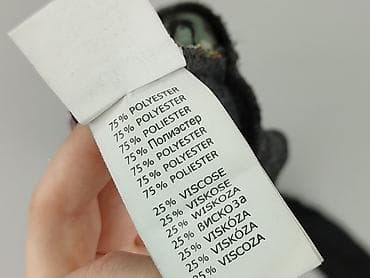 75% POLYESTER
75% POLYESTER
75% POLIESTER
75% Полиэстер
75% POLYESTER
75% POLYESTER
75% POLIESTER
25% VISCOSE
25% VISKOSE
25% WISKOZA
25% ВИСКОЗа
25% VISKÓZA
25% VISKÓZA
25% VISCOZA